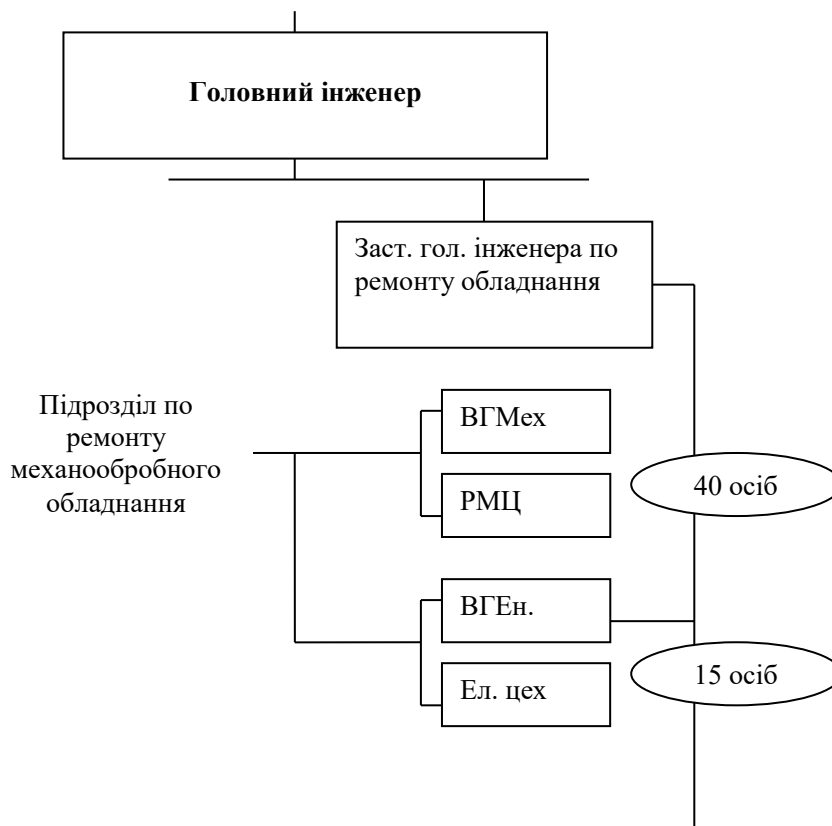 Головний інженер
Заст. гол. інженера по
ремонту обладнання
Підрозділ по
ремонту
механообробного
обладнання
ВГМех
РМЦ
40 осіб
ВГЕн.
Ел. цех
15 осіб